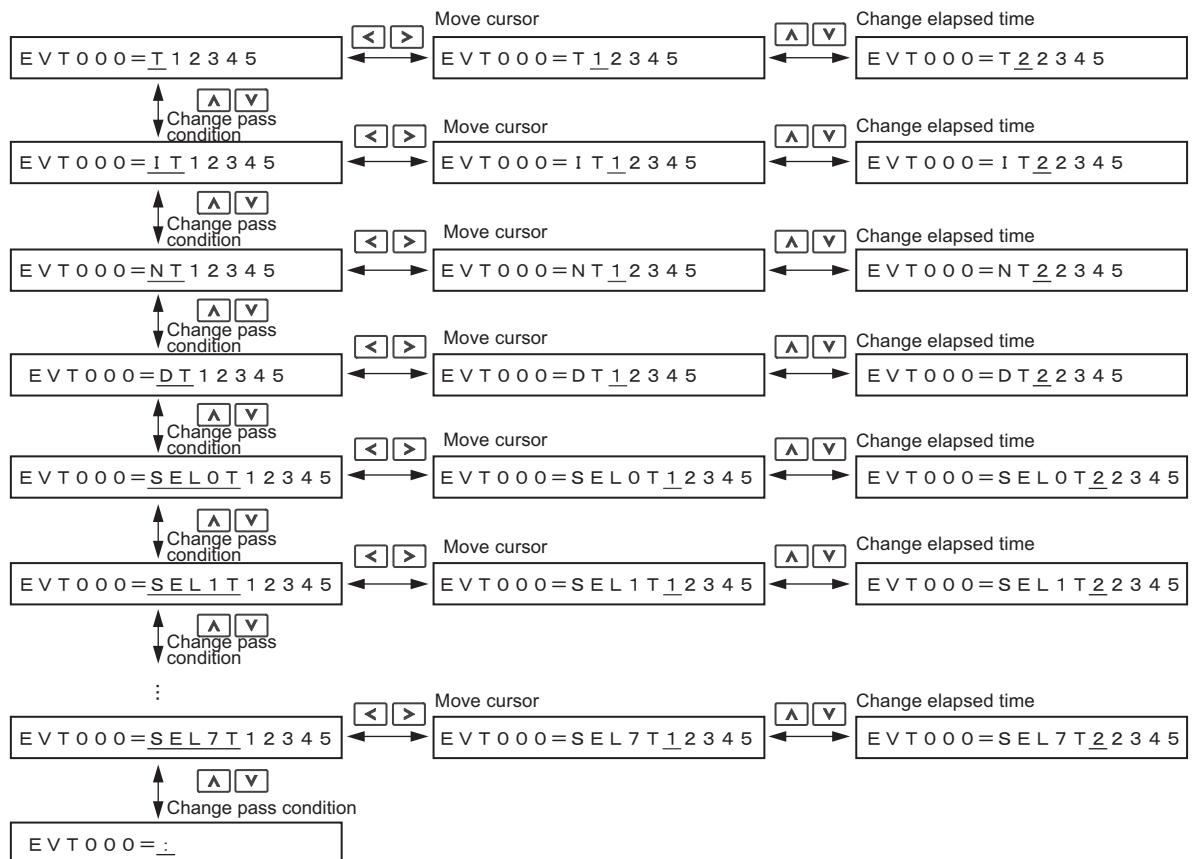 Move cursor
Change elapsed time
EVT000=T12345
< >
EVT000=T12345
∧ ∨
EVT000=T22345
∧ ∨
Change pass
condition
Move cursor
Change elapsed time
EVT000=IT12345
< >
EVT000=IT12345
∧ ∨
EVT000=IT22345
∧ ∨
Change pass
condition
Move cursor
Change elapsed time
EVT000=NT12345
< >
EVT000=NT12345
∧ ∨
EVT000=NT22345
∧ ∨
Change pass
condition
Move cursor
Change elapsed time
EVT000=DT12345
< >
EVT000=DT12345
∧ ∨
EVT000=DT22345
∧ ∨
Change pass
condition
Move cursor
Change elapsed time
EVT000=SEL0T12345
< >
EVT000=SEL0T12345
∧ ∨
EVT000=SEL0T22345
∧ ∨
Change pass
condition
Move cursor
Change elapsed time
EVT000=SEL1T12345
< >
EVT000=SEL1T12345
∧ ∨
EVT000=SEL1T22345
∧ ∨
Change pass
condition
⋮
Move cursor
Change elapsed time
EVT000=SEL7T12345
< >
EVT000=SEL7T12345
∧ ∨
EVT000=SEL7T22345
∧ ∨
Change pass condition
EVT000=: